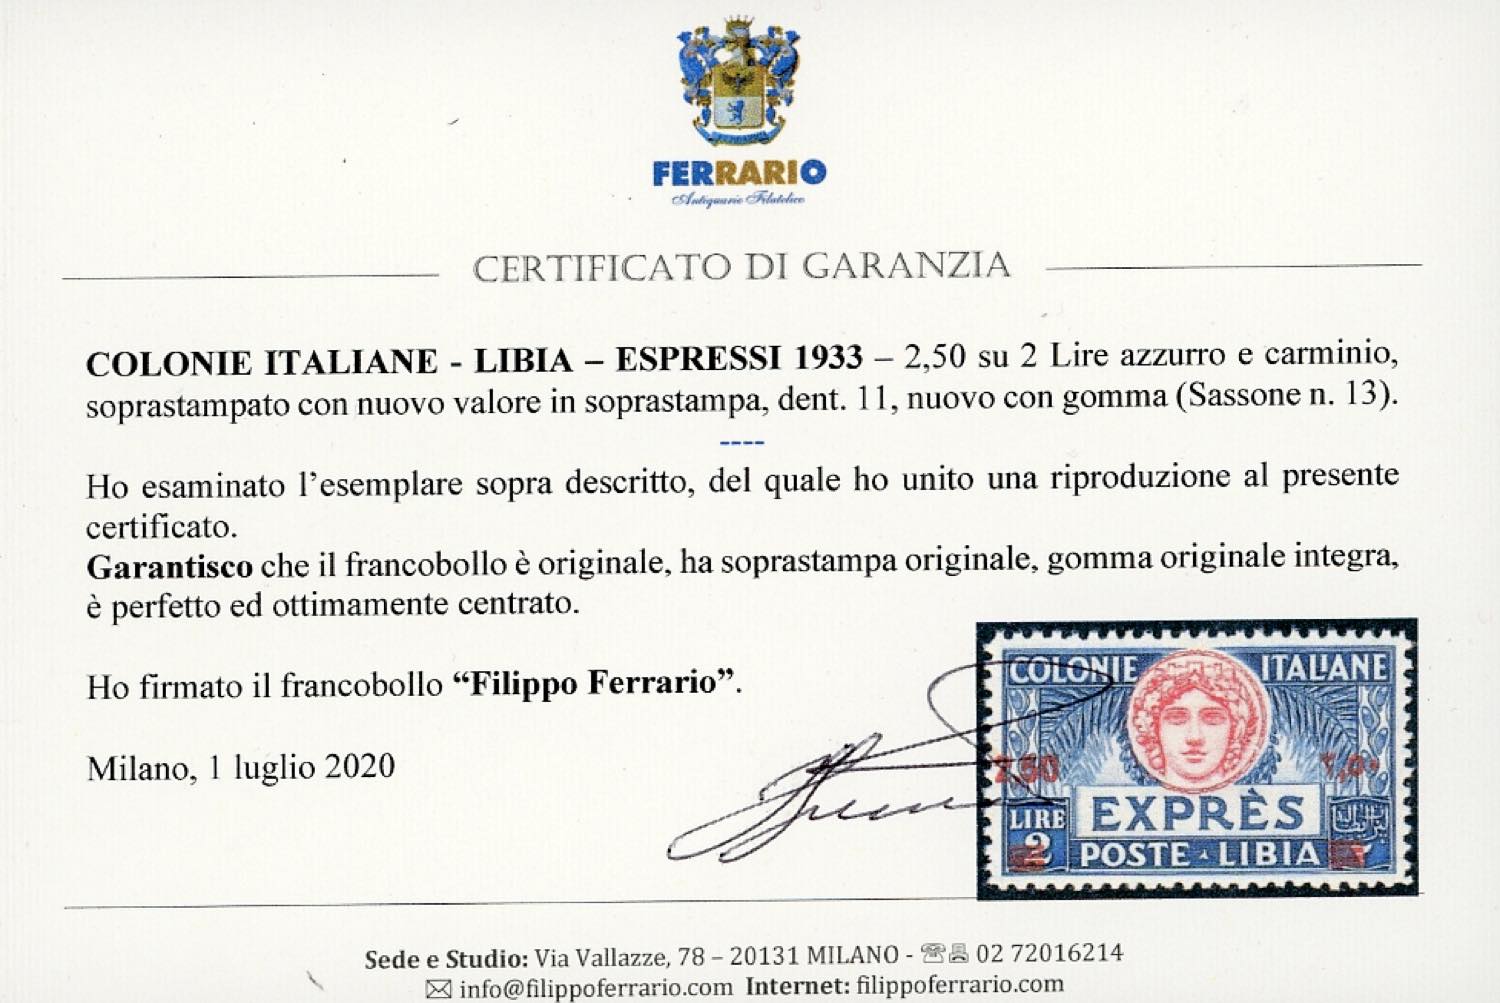 FERRARIO
Antiquario Filatelico
CERTIFICATO DI GARANZIA
COLONIE ITALIANE - LIBIA – ESPRESSI 1933 – 2,50 su 2 Lire azzurro e carminio,
soprastampato con nuovo valore in soprastampa, dent. 11, nuovo con gomma (Sassone n. 13).
----
Ho esaminato l’esemplare sopra descritto, del quale ho unito una riproduzione al presente
certificato.
Garantisco che il francobollo è originale, ha soprastampa originale, gomma originale integra,
è perfetto ed ottimamente centrato.
Ho firmato il francobollo “Filippo Ferrario”.
Milano, 1 luglio 2020
COLONIE ITALIANE
2,50 ٢,٥٠
LIRE
2
EXPRÈS
POSTE LIBIA
Sede e Studio: Via Vallazze, 78 – 20131 MILANO - 02 72016214
info@filippoferrario.com Internet: filippoferrario.com